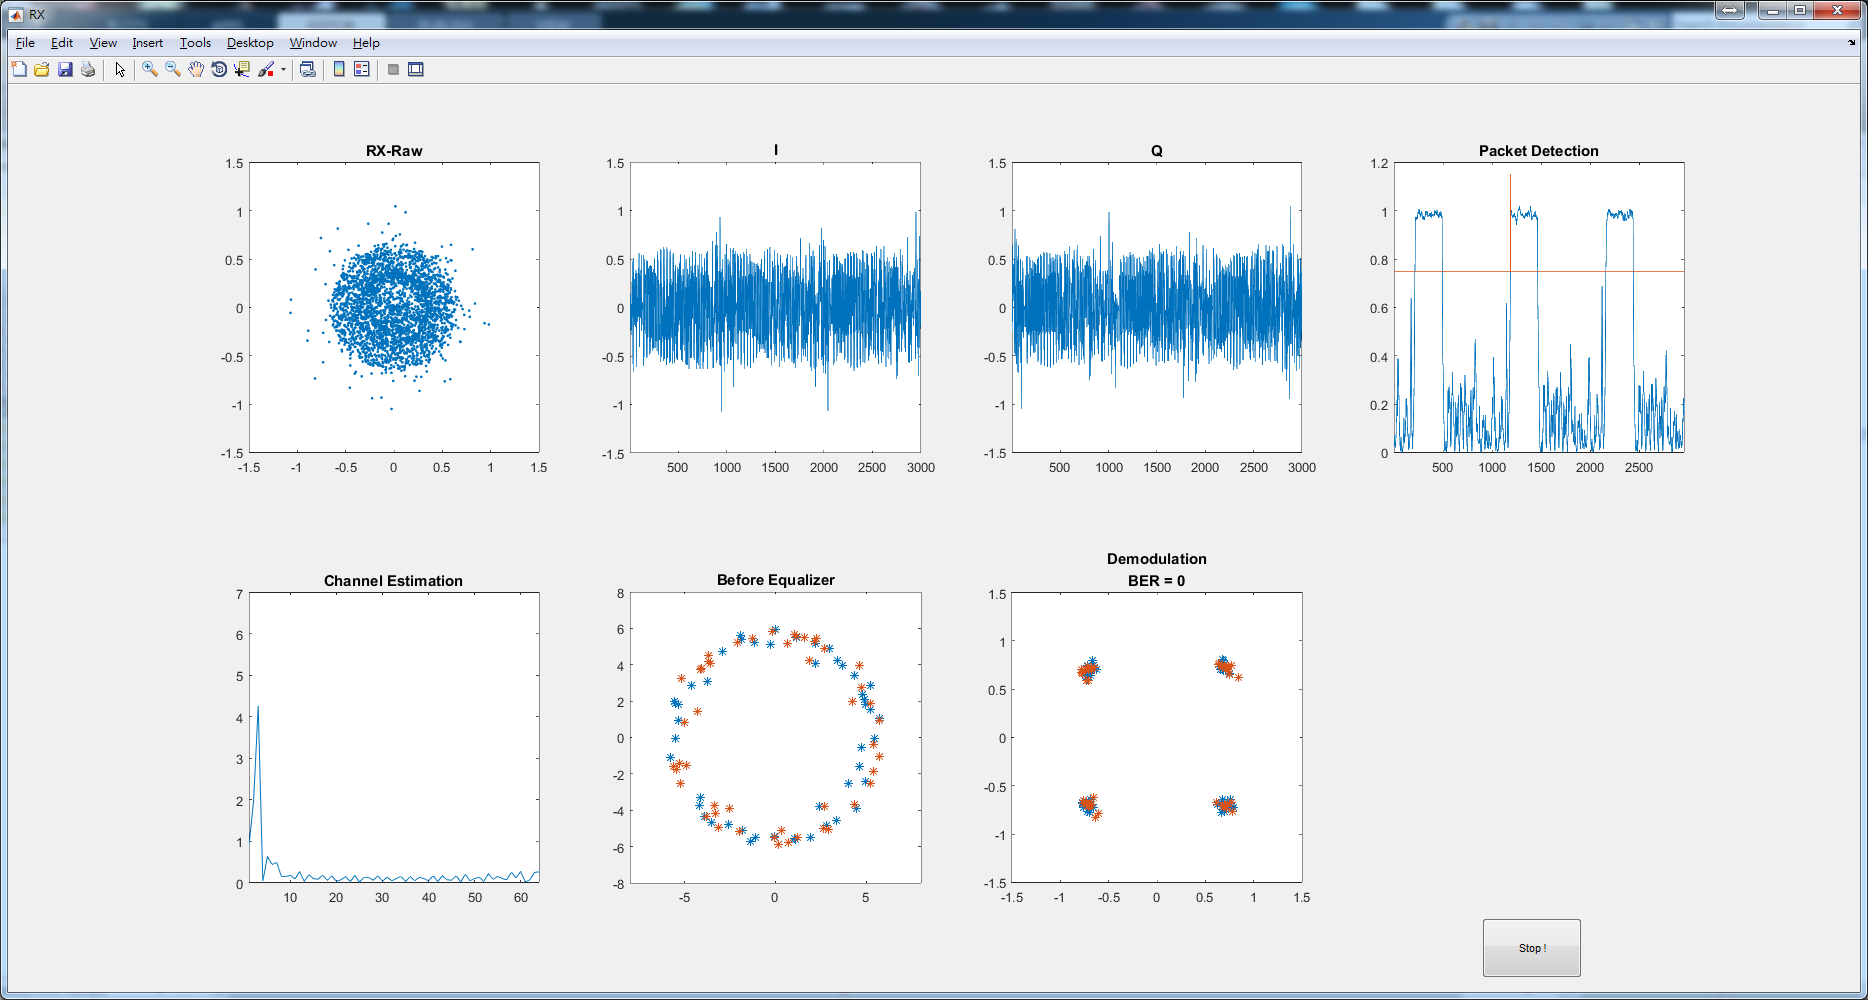 RX
File Edit View Insert Tools Desktop Window Help
RX-Raw
1.5
1
0.5
0
-0.5
-1
-1.5
-1.5 -1 -0.5 0 0.5 1 1.5
I
1.5
1
0.5
0
-0.5
-1
-1.5
500 1000 1500 2000 2500 3000
Q
1.5
1
0.5
0
-0.5
-1
-1.5
500 1000 1500 2000 2500 3000
Packet Detection
1.2
1
0.8
0.6
0.4
0.2
0
500 1000 1500 2000 2500
Channel Estimation
7
6
5
4
3
2
1
0
10 20 30 40 50 60
Before Equalizer
8
6
4
2
0
-2
-4
-6
-8
-5 0 5
Demodulation
BER = 0
1.5
1
0.5
0
-0.5
-1
-1.5
-1.5 -1 -0.5 0 0.5 1 1.5
Stop !